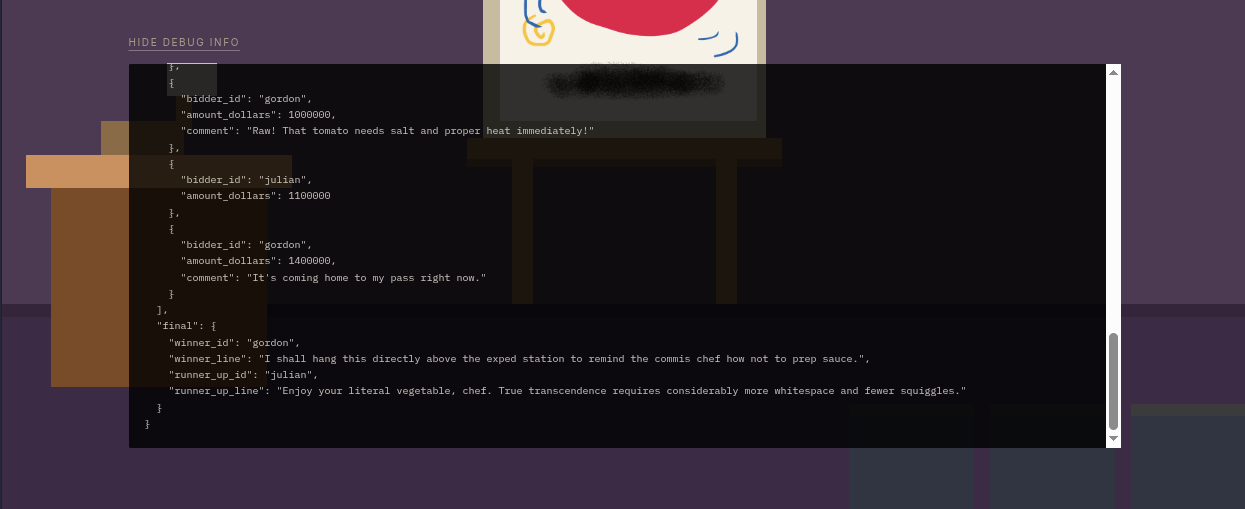 HIDE DEBUG INFO
},
{
"bidder_id": "gordon",
"amount_dollars": 1000000,
"comment": "Raw! That tomato needs salt and proper heat immediately!"
},
{
"bidder_id": "julian",
"amount_dollars": 1100000
},
{
"bidder_id": "gordon",
"amount_dollars": 1400000,
"comment": "It's coming home to my pass right now."
}
],
"final": {
"winner_id": "gordon",
"winner_line": "I shall hang this directly above the exped station to remind the commis chef how not to prep sauce.",
"runner_up_id": "julian",
"runner_up_line": "Enjoy your literal vegetable, chef. True transcendence requires considerably more whitespace and fewer squiggles."
}
}